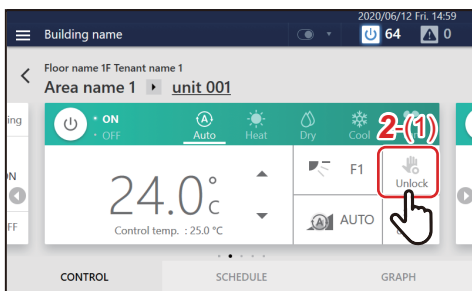 2020/06/12 Fri. 14:59
Building name
64
0
Floor name 1F Tenant name 1
Area name 1 unit 001
ing
ON
OFF
Auto
Heat
Dry
Cool
2-(1)
24.0°c
Control temp. : 25.0 °C
F1
Unlock
AUTO
ON
FF
CONTROL
SCHEDULE
GRAPH